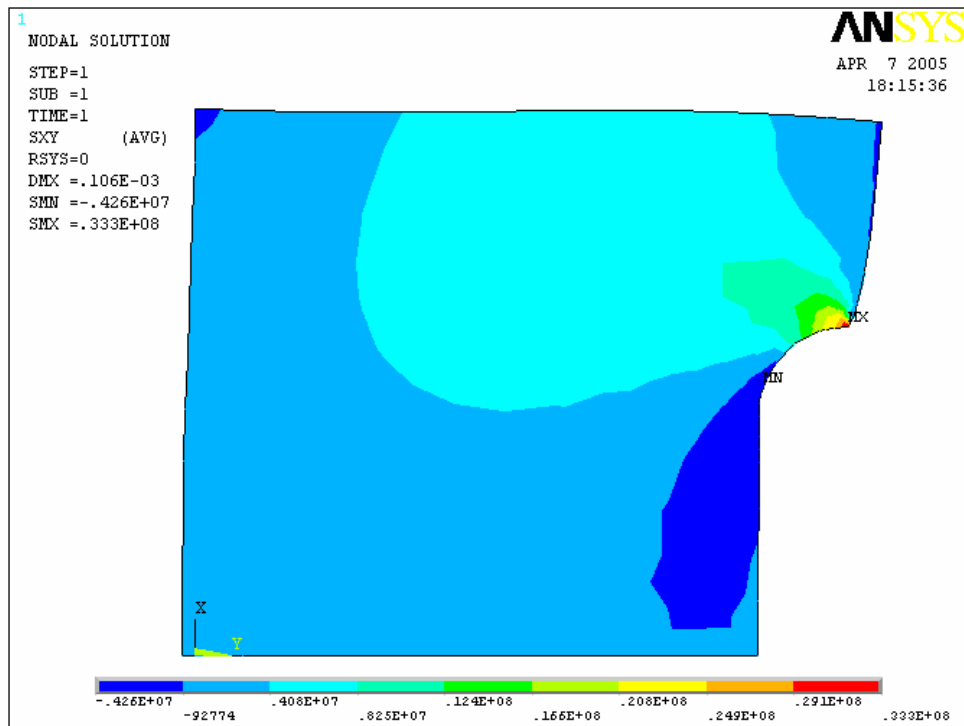 1
ANSYS
NODAL SOLUTION
APR 7 2005
18:15:36
STEP=1
SUB =1
TIME=1
SXY (AVG)
RSYS=0
DMX =.106E-03
SMN =-.426E+07
SMX =.333E+08
MX
MN
X
Y
-.426E+07 .408E+07 .124E+08 .208E+08 .291E+08
-92774 .825E+07 .166E+08 .249E+08 .333E+08